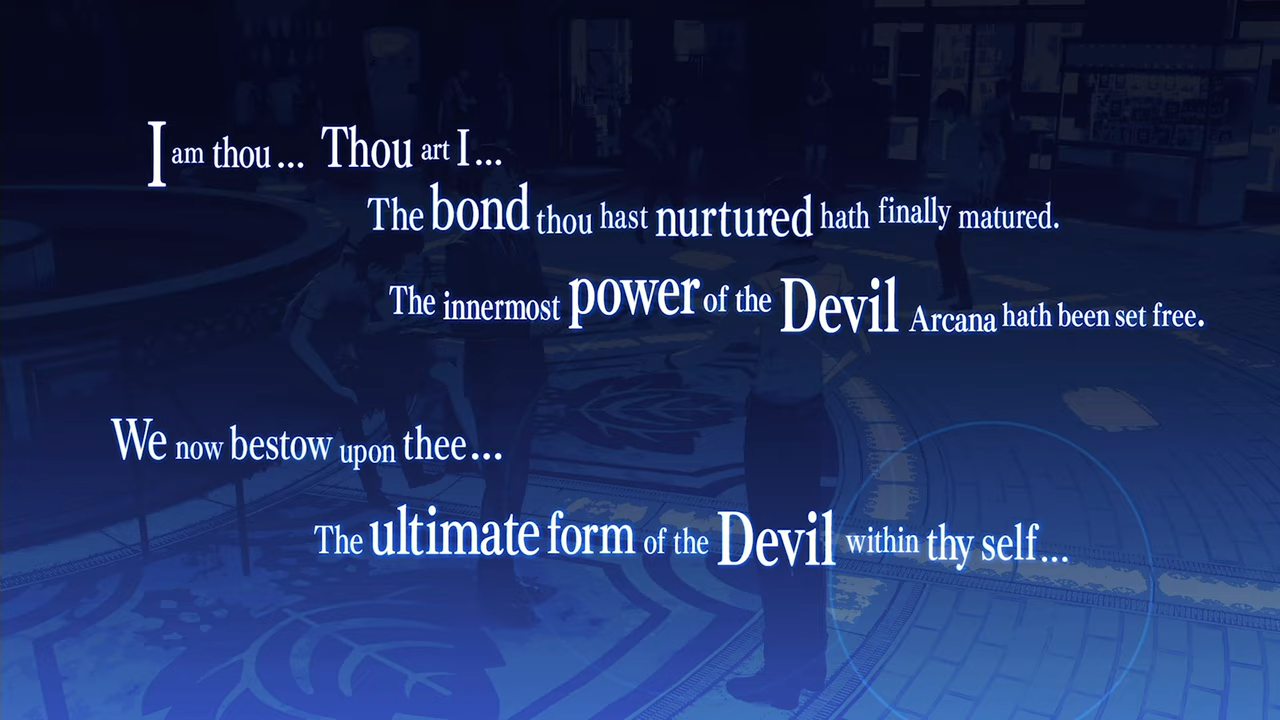 I am thou... Thou art I...
The bond thou hast nurtured hath finally matured.
The innermost power of the Devil Arcana hath been set free.
We now bestow upon thee...
The ultimate form of the Devil within thy self...